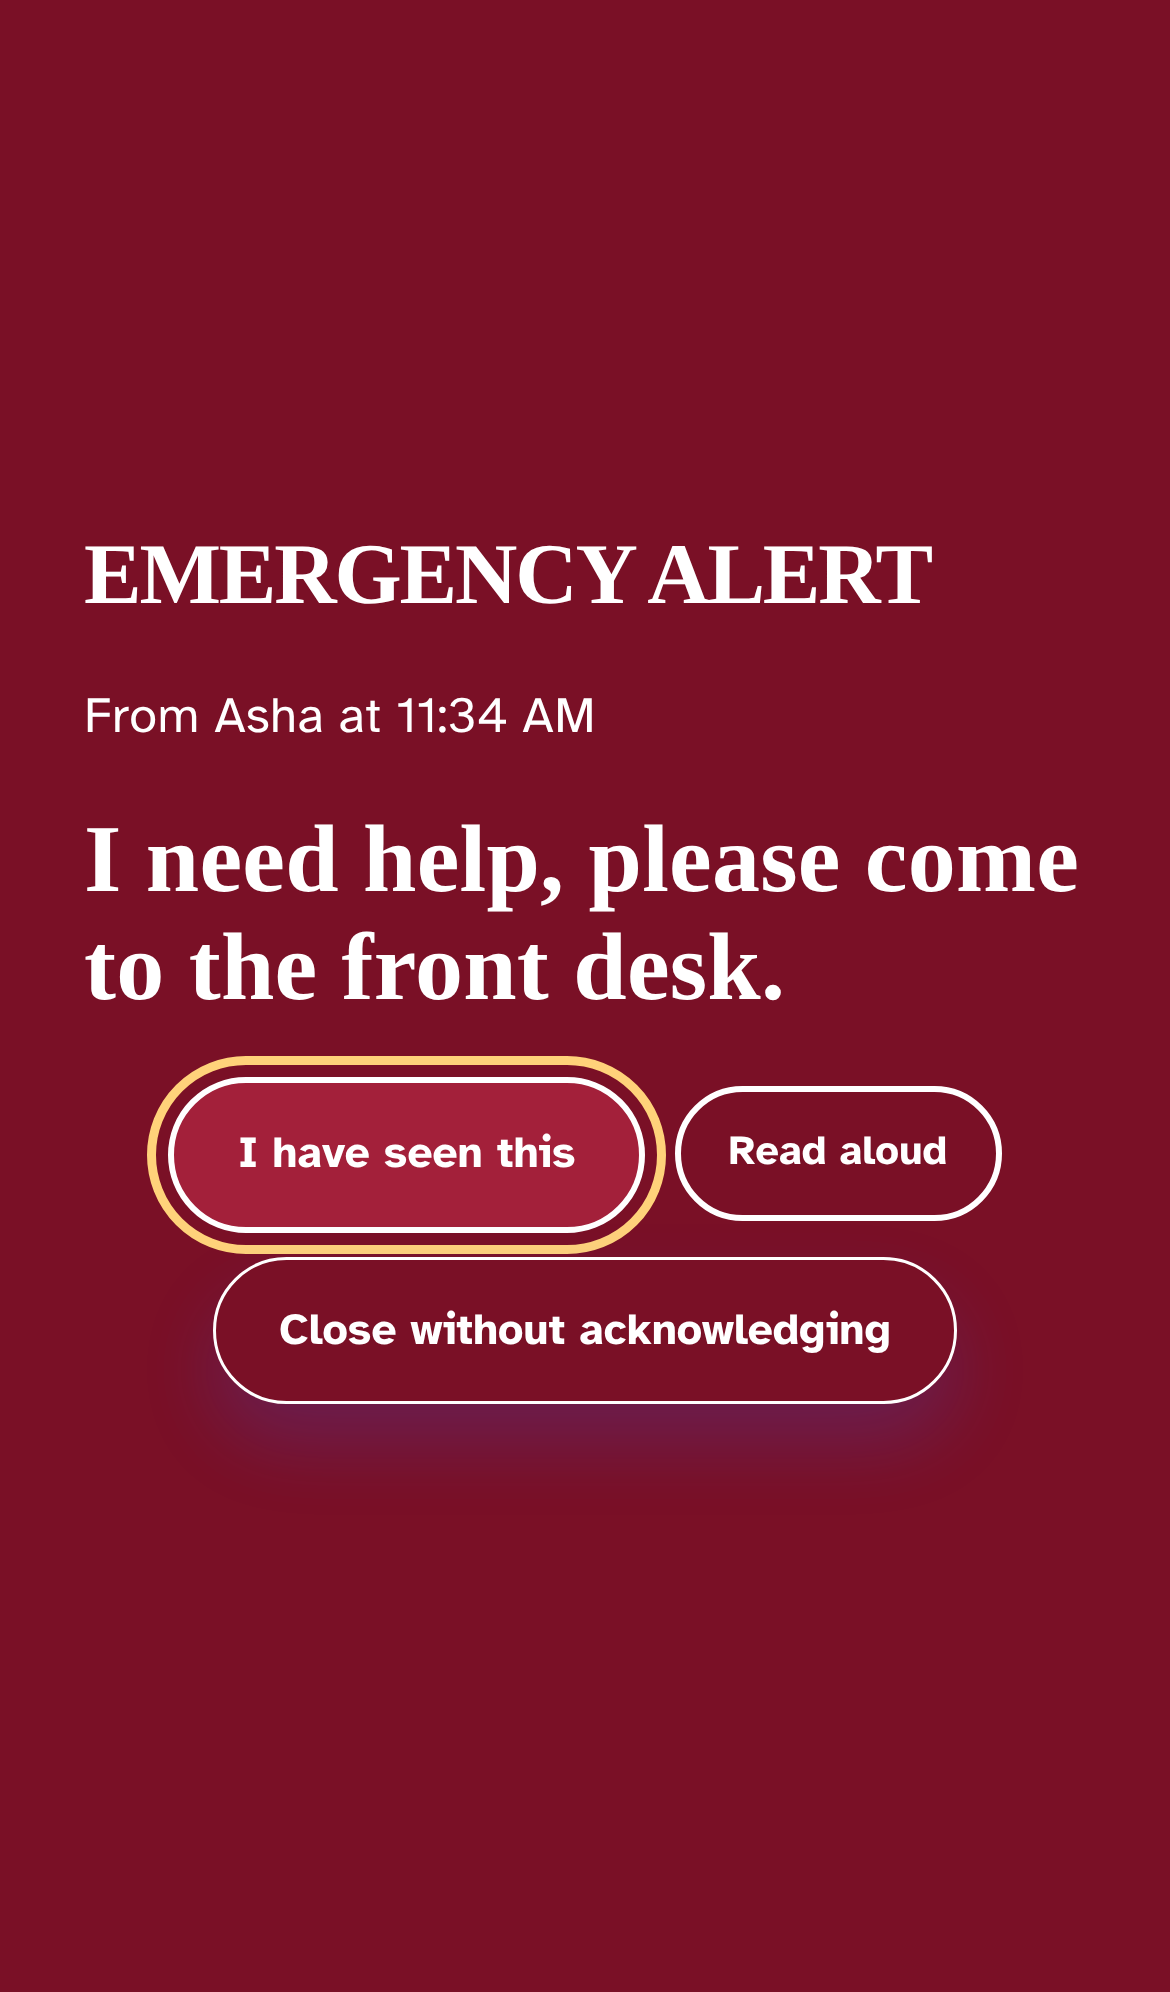 EMERGENCY ALERT
From Asha at 11:34 AM
I need help, please come
to the front desk.
I have seen this
Read aloud
Close without acknowledging